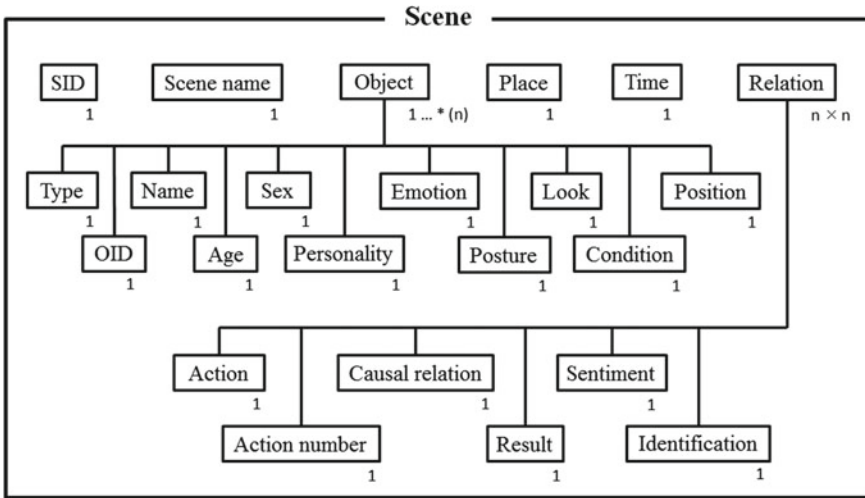 Scene
SID Scene name Object Place Time Relation
1 1 1 ... * (n) 1 1 n × n
Type Name Sex Emotion Look Position
1 1 1 1 1 1
OID Age Personality Posture Condition
1 1 1 1 1
Action Causal relation Sentiment
1 1 1
Action number Result Identification
1 1 1